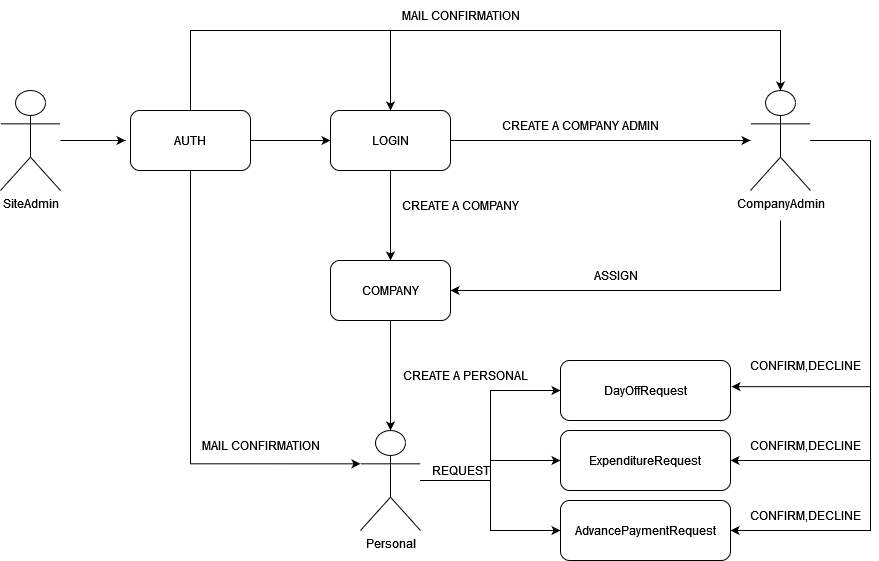 MAIL CONFIRMATION
AUTH
LOGIN
CREATE A COMPANY ADMIN
SiteAdmin
CompanyAdmin
CREATE A COMPANY
COMPANY
ASSIGN
CREATE A PERSONAL
DayOffRequest
CONFIRM,DECLINE
MAIL CONFIRMATION
REQUEST
ExpenditureRequest
CONFIRM,DECLINE
AdvancePaymentRequest
CONFIRM,DECLINE
Personal